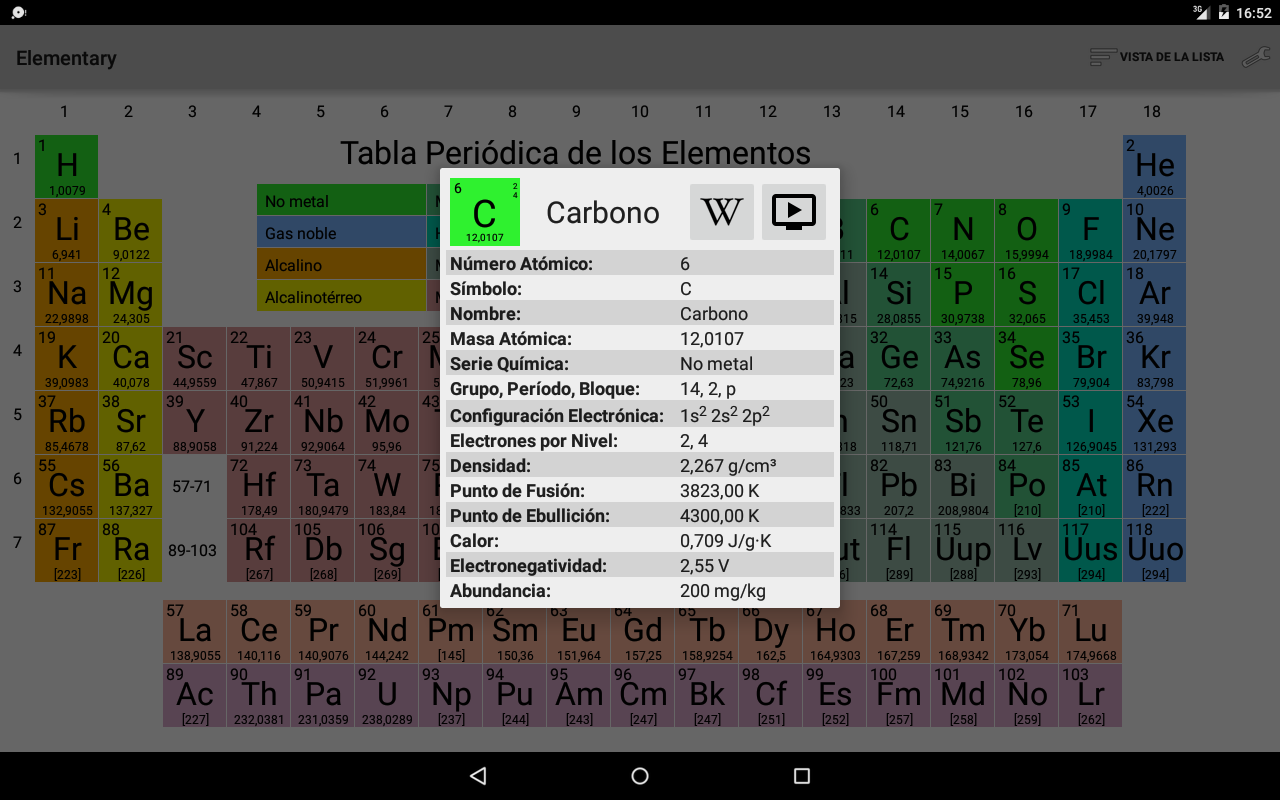 3G 16:52
Elementary VISTA DE LA LISTA
1 2 3 4 5 6 7 8 9 10 11 12 13 14 15 16 17 18
Tabla Periódica de los Elementos
1 1 H 1,0079 2 He 4,0026
No metal
Gas noble
Alcalino
Alcalinotérreo
2 3 Li 6,941 4 Be 9,0122 6 C 12,0107 7 N 14,0067 8 O 15,9994 9 F 18,9984 10 Ne 20,1797
3 11 Na 22,9898 12 Mg 24,305 14 Si 28,0855 15 P 30,9738 16 S 32,065 17 Cl 35,453 18 Ar 39,948
4 19 K 39,0983 20 Ca 40,078 21 Sc 44,9559 22 Ti 47,867 23 V 50,9415 24 Cr 51,9961 32 Ge 72,63 33 As 74,9216 34 Se 78,96 35 Br 79,904 36 Kr 83,798
5 37 Rb 85,4678 38 Sr 87,62 39 Y 88,9058 40 Zr 91,224 41 Nb 92,9064 42 Mo 95,96 50 Sn 118,71 51 Sb 121,76 52 Te 127,6 53 I 126,9045 54 Xe 131,293
6 55 Cs 132,9055 56 Ba 137,327 57-71 72 Hf 178,49 73 Ta 180,9479 74 W 183,84 82 Pb 207,2 83 Bi 208,9804 84 Po [210] 85 At [210] 86 Rn [222]
7 87 Fr [223] 88 Ra [226] 89-103 104 Rf [267] 105 Db [268] 106 Sg [269] 114 Fl [289] 115 Uup [288] 116 Lv [293] 117 Uus [294] 118 Uuo [294]
6 C 12,0107 2 4 Carbono W
Número Atómico: 6
Símbolo: C
Nombre: Carbono
Masa Atómica: 12,0107
Serie Química: No metal
Grupo, Período, Bloque: 14, 2, p
Configuración Electrónica: 1s² 2s² 2p²
Electrones por Nivel: 2, 4
Densidad: 2,267 g/cm³
Punto de Fusión: 3823,00 K
Punto de Ebullición: 4300,00 K
Calor: 0,709 J/g·K
Electronegatividad: 2,55 V
Abundancia: 200 mg/kg
57 La 138,9055 58 Ce 140,116 59 Pr 140,9076 60 Nd 144,242 61 Pm [145] 62 Sm 150,36 63 Eu 151,964 64 Gd 157,25 65 Tb 158,9254 66 Dy 162,5 67 Ho 164,9303 68 Er 167,259 69 Tm 168,9342 70 Yb 173,054 71 Lu 174,9668
89 Ac [227] 90 Th 232,0381 91 Pa 231,0359 92 U 238,0289 93 Np [237] 94 Pu [244] 95 Am [243] 96 Cm [247] 97 Bk [247] 98 Cf [251] 99 Es [252] 100 Fm [257] 101 Md [258] 102 No [259] 103 Lr [262]